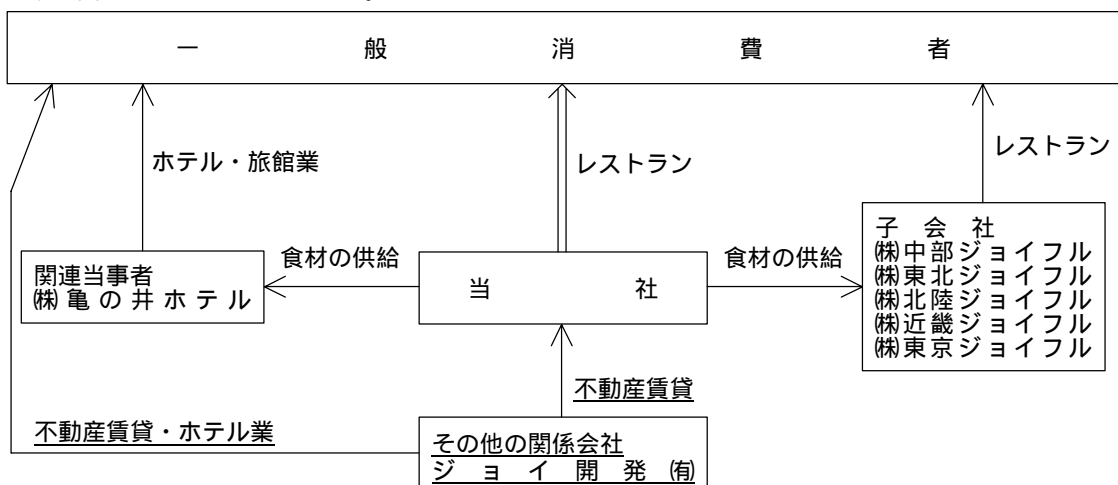 一般消費者
ホテル・旅館業
レストラン
レストラン
関連当事者
㈱亀の井ホテル
食材の供給
当社
食材の供給
子会社
㈱中部ジョイフル
㈱東北ジョイフル
㈱北陸ジョイフル
㈱近畿ジョイフル
㈱東京ジョイフル
不動産賃貸
不動産賃貸・ホテル業
その他の関係会社
ジョイ開発㈲